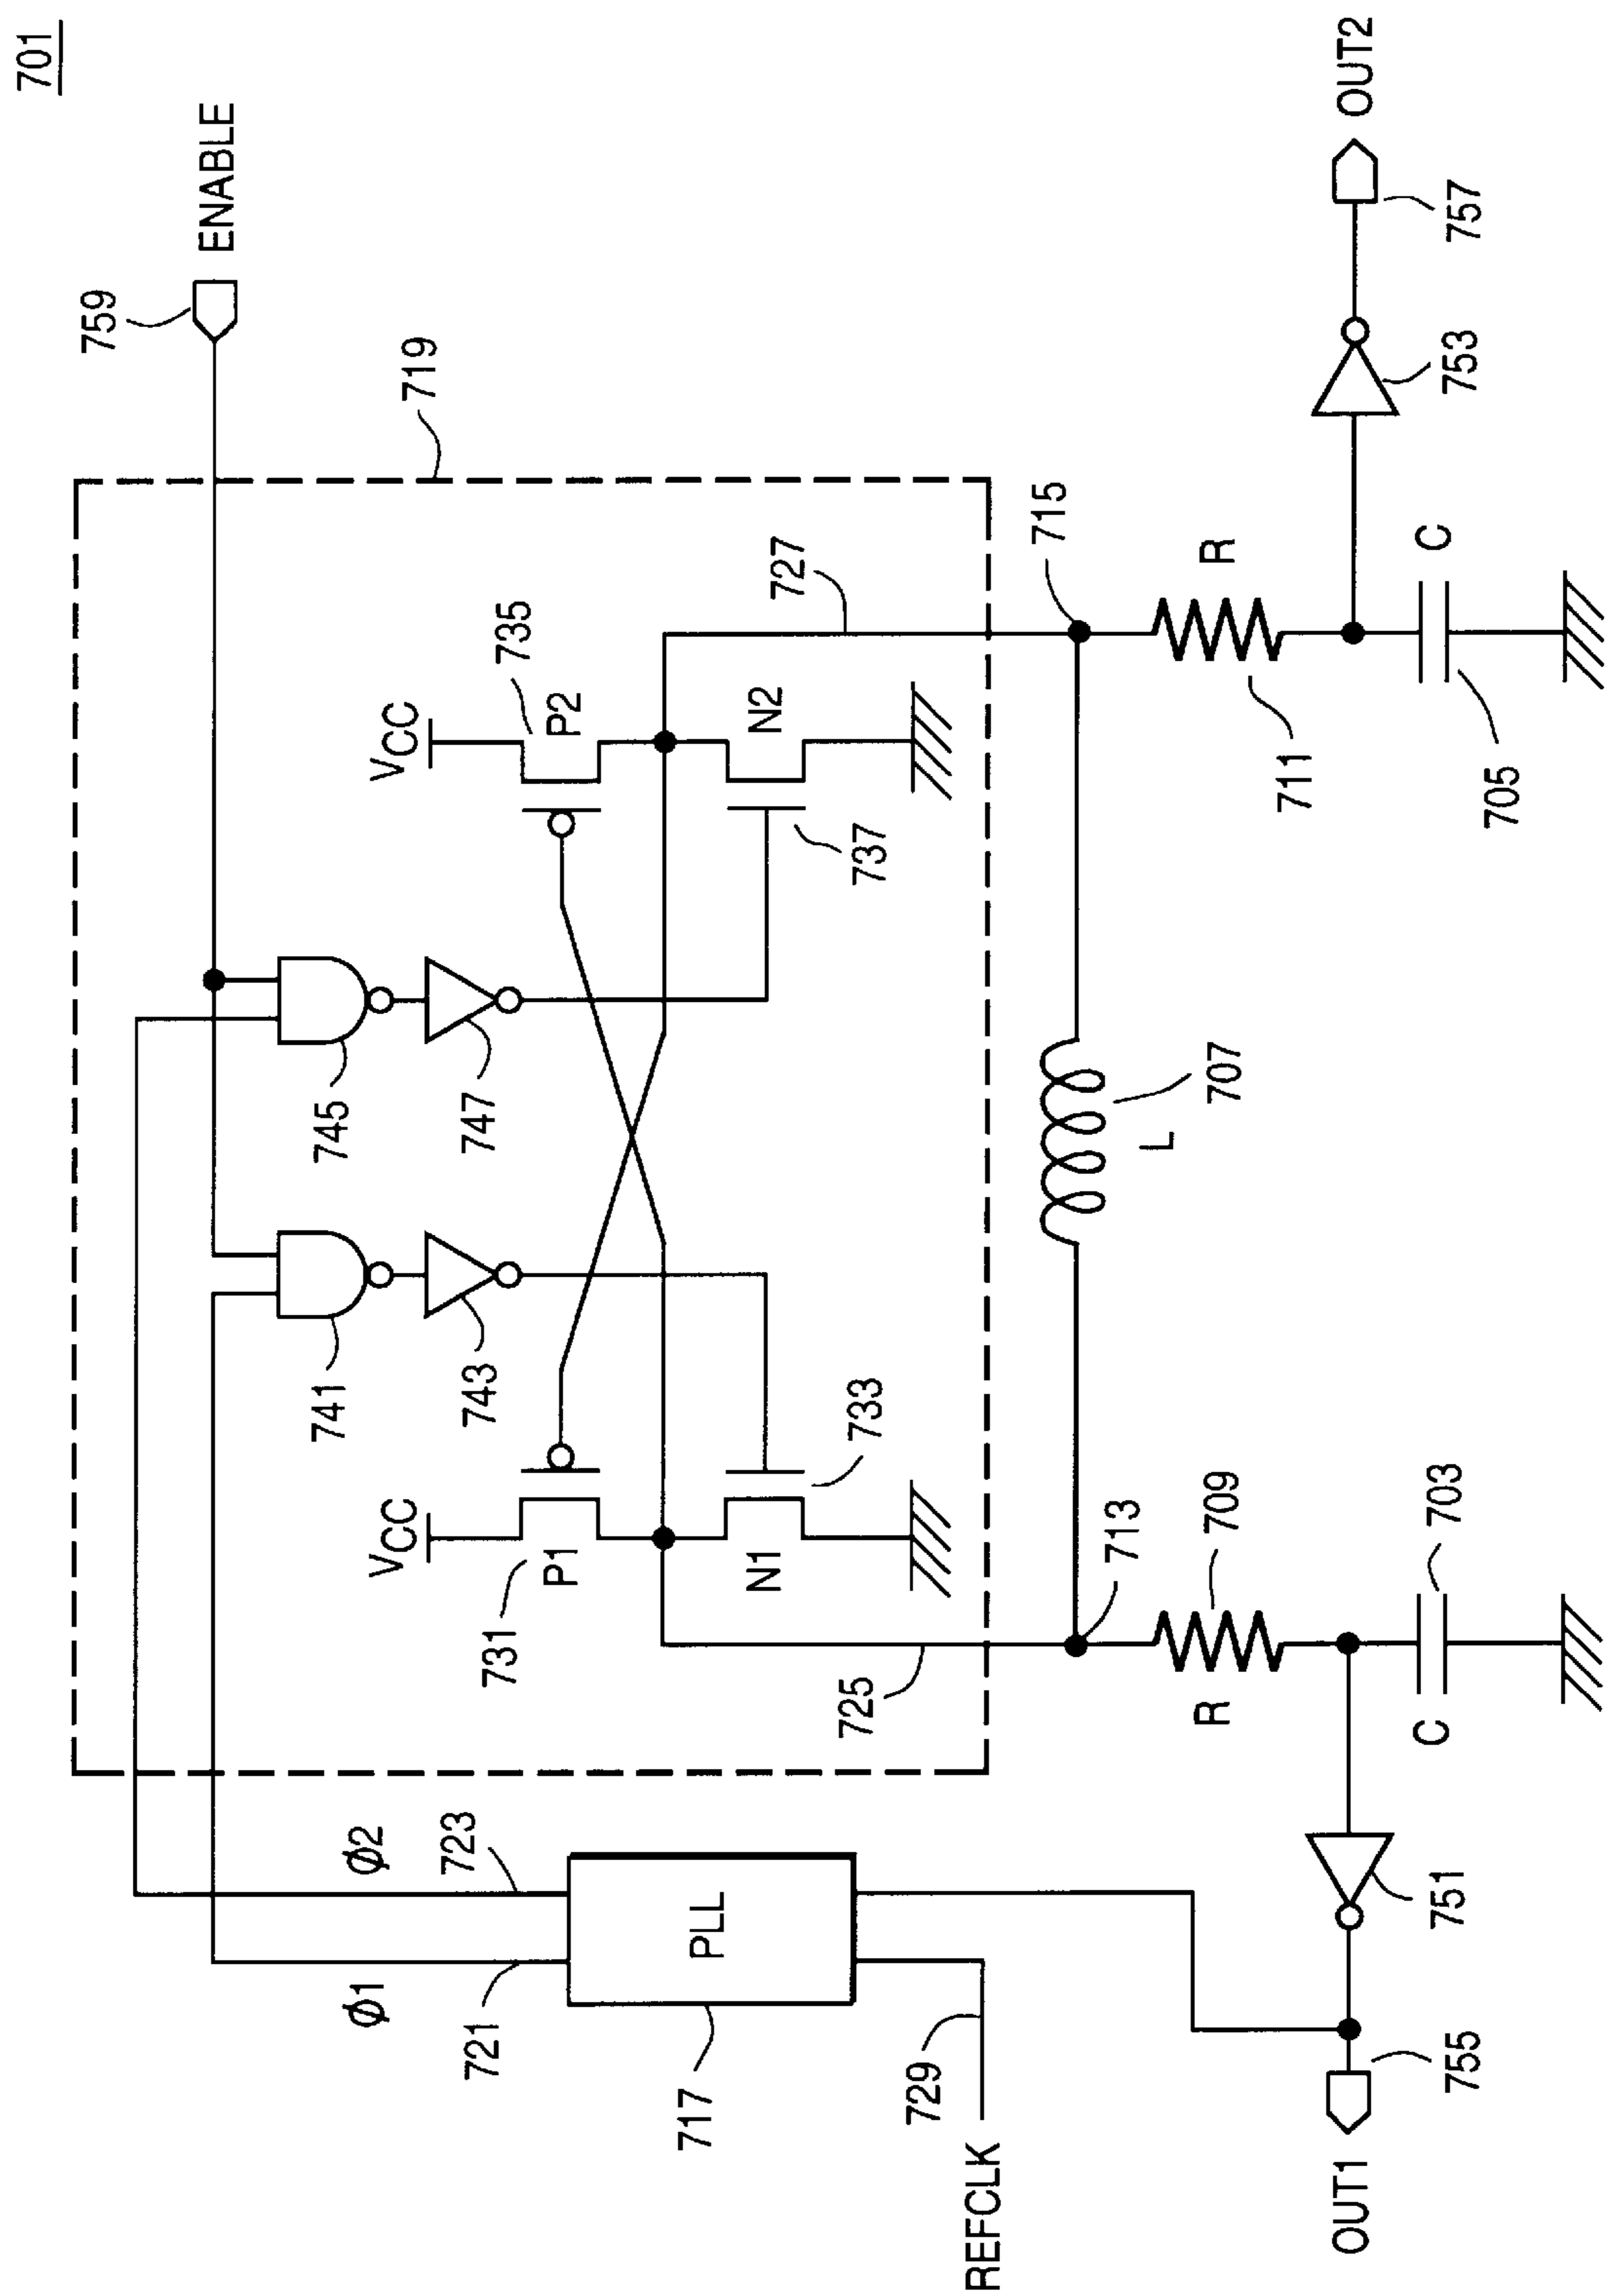 701
759
ENABLE
719
φ2
φ1
723
721
PLL
717
729
REFCLK
741
743
745
747
VCC
731
P1
N1
733
VCC
735
P2
N2
737
725
727
713
715
707
L
709
R
703
C
711
R
705
C
751
755
OUT1
753
757
OUT2